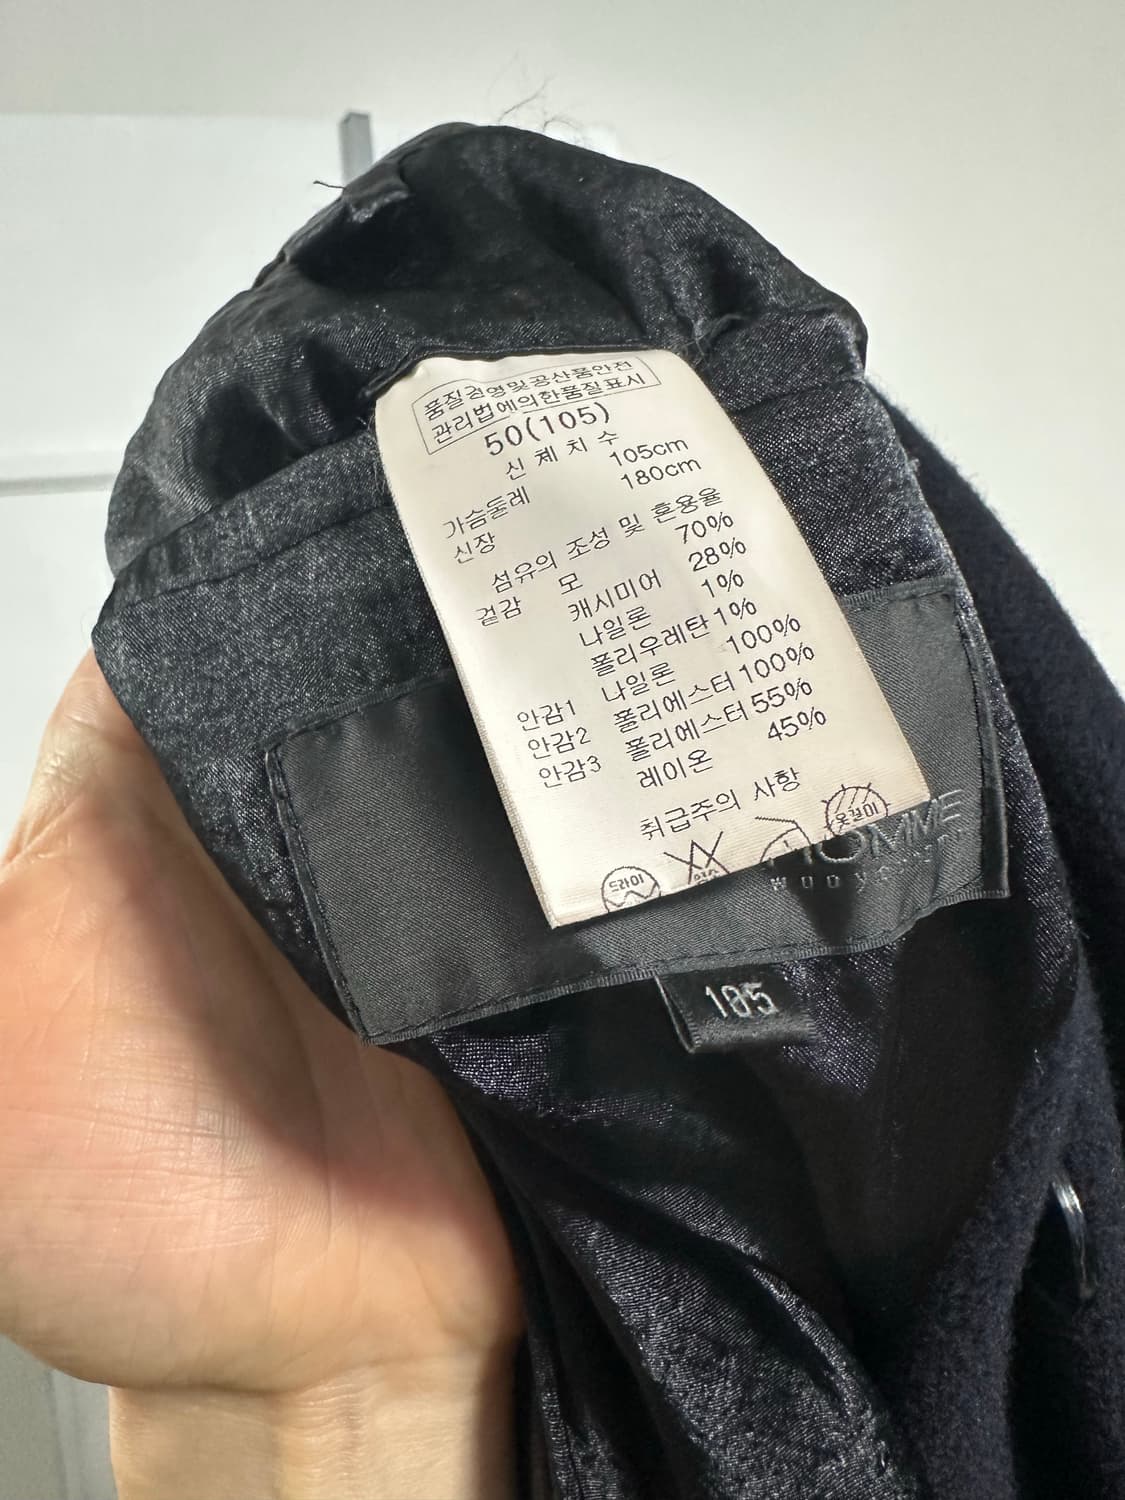 품질경영및공산품안전
관리법에의한품질표시
50(105)
신 체 치 수
가슴둘레 105cm
신장 180cm
섬유의 조성 및 혼용율
겉감 모 70%
캐시미어 28%
나일론 1%
폴리우레탄 1%
안감1 나일론 100%
안감2 폴리에스터 100%
안감3 폴리에스터 55%
레이온 45%
취급주의 사항
드라이
옷걸이
HOMME
105